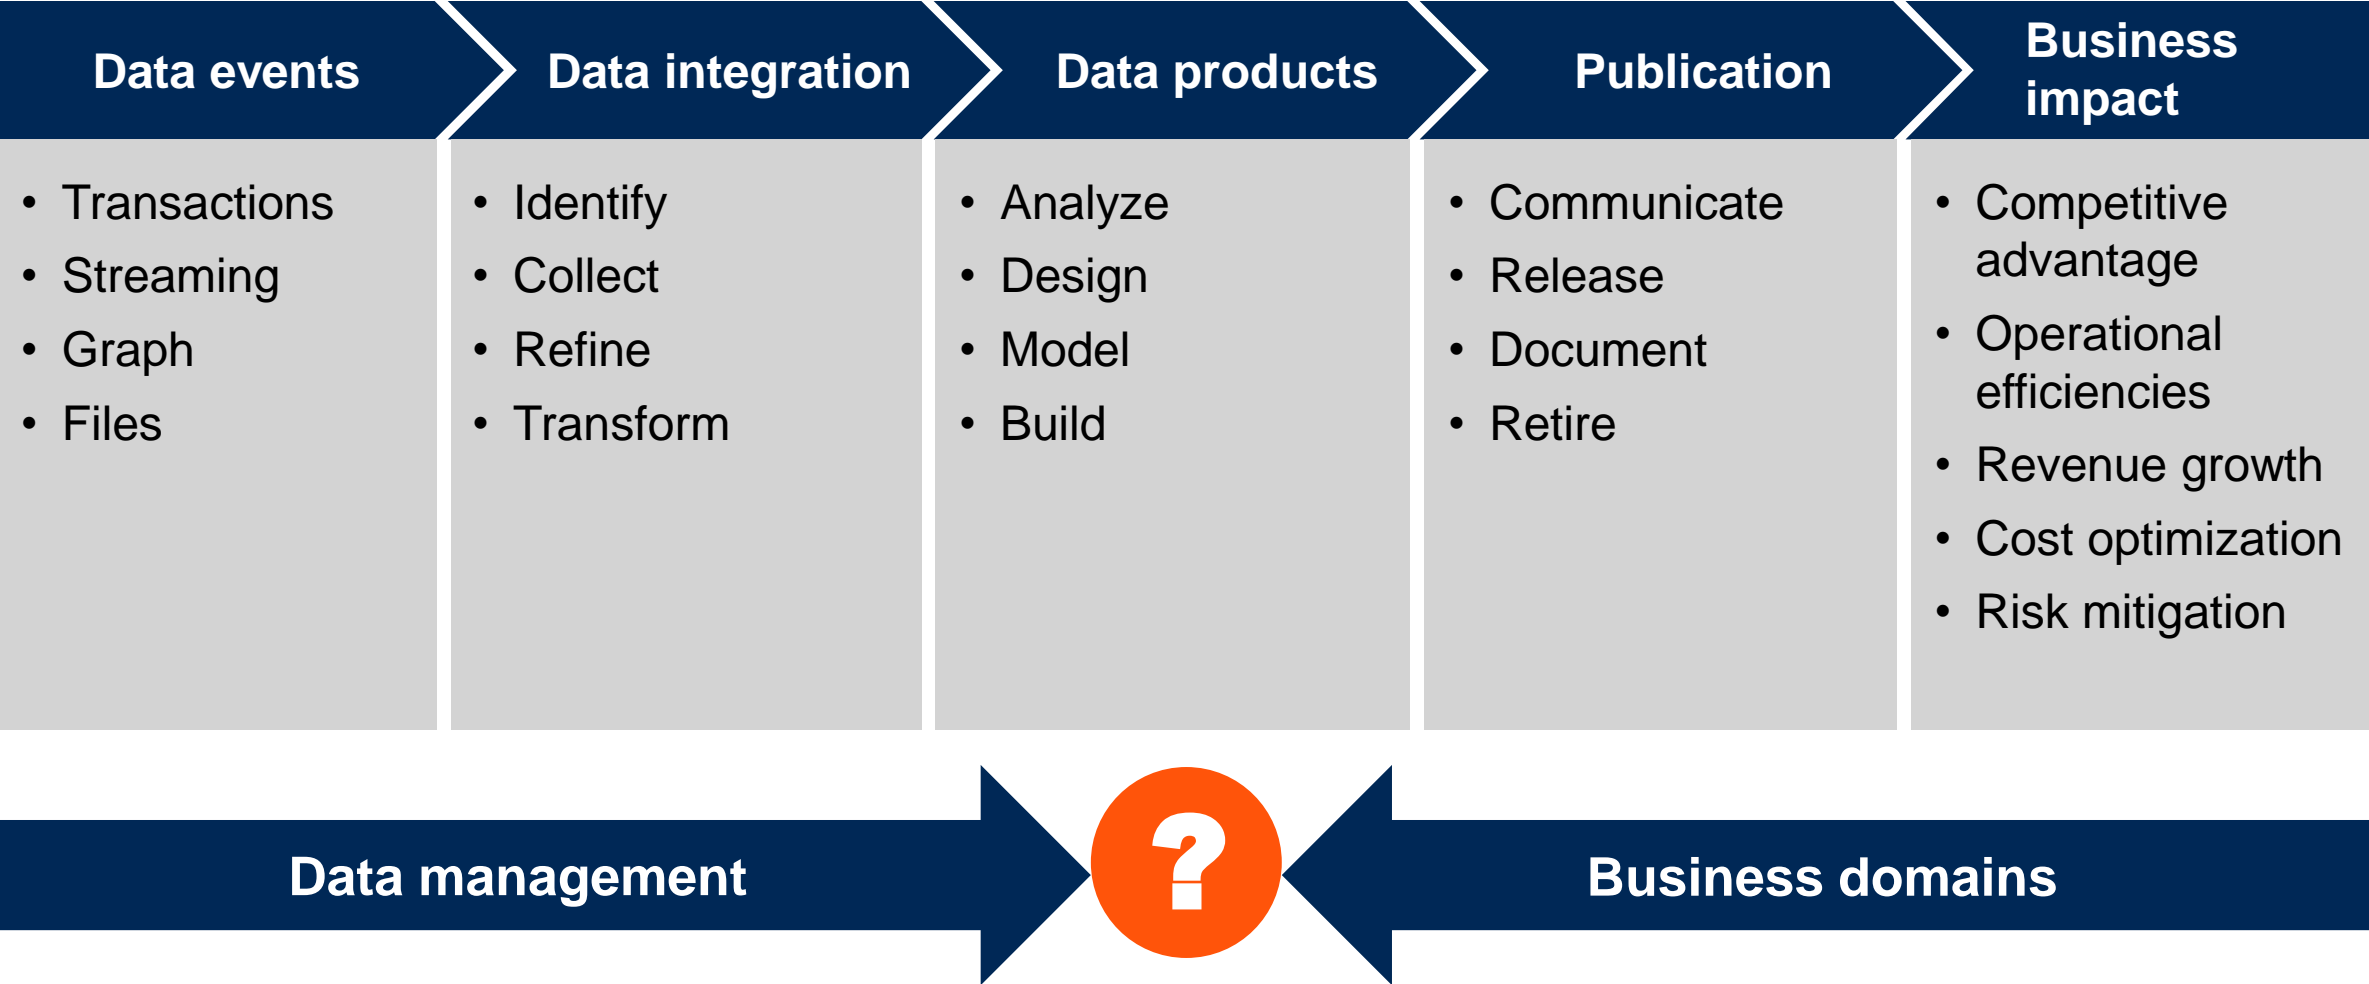 Data events
Data integration
Data products
Publication
Business
impact
• Transactions
• Streaming
• Graph
• Files
• Identify
• Collect
• Refine
• Transform
• Analyze
• Design
• Model
• Build
• Communicate
• Release
• Document
• Retire
• Competitive
advantage
• Operational
efficiencies
• Revenue growth
• Cost optimization
• Risk mitigation
Data management
?
Business domains